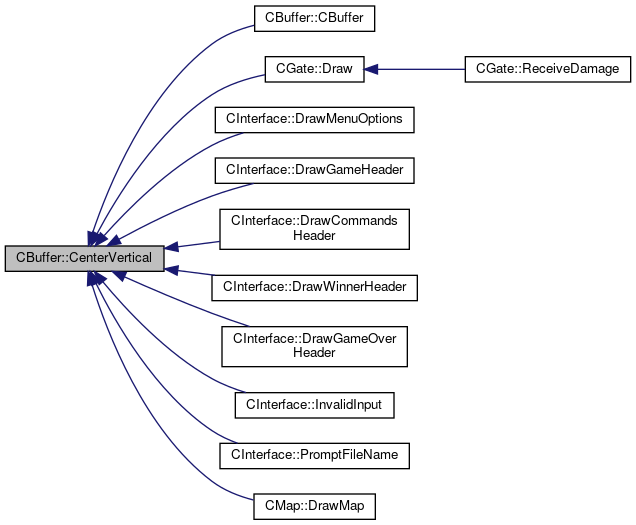 CBuffer::CBuffer
CGate::Draw
CGate::ReceiveDamage
CInterface::DrawMenuOptions
CInterface::DrawGameHeader
CInterface::DrawCommands
Header
CBuffer::CenterVertical
CInterface::DrawWinnerHeader
CInterface::DrawGameOver
Header
CInterface::InvalidInput
CInterface::PromptFileName
CMap::DrawMap